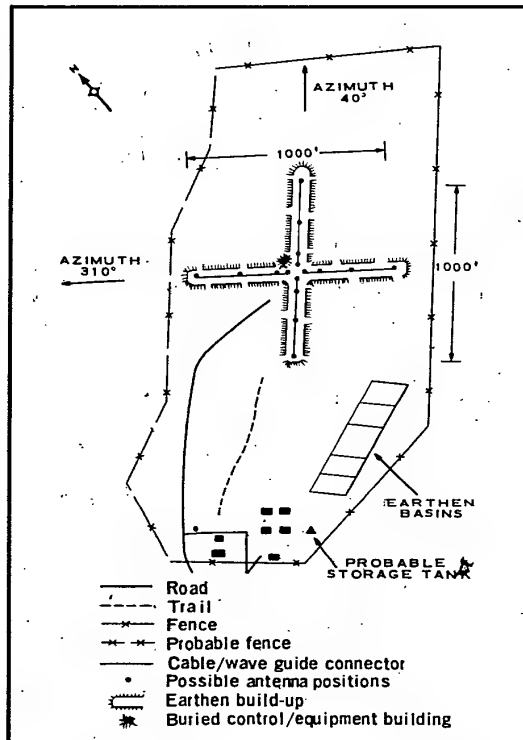 N
AZIMUTH
40°
1000'
AZIMUTH
310°
1000'
EARTHEN
BASINS
PROBABLE
STORAGE TANK
Road
Trail
Fence
Probable fence
Cable/wave guide connector
Possible antenna positions
Earthen build-up
Buried control/equipment building